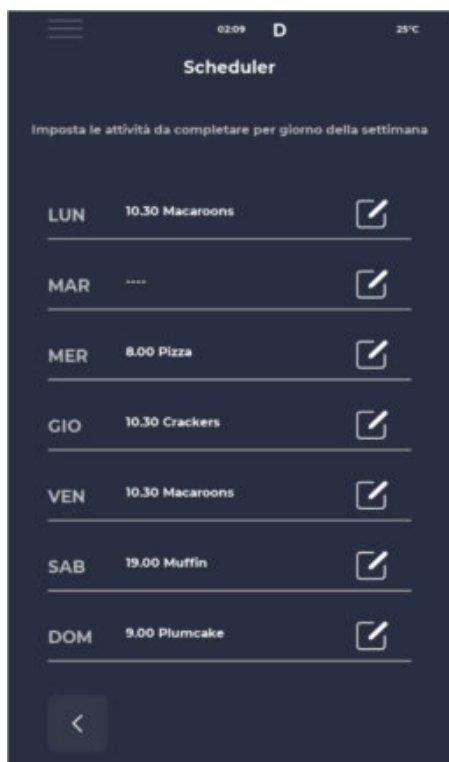 02:09 D 25°C
Scheduler
Imposta le attività da completare per giorno della settimana
LUN 10.30 Macaroons
MAR ----
MER 8.00 Pizza
GIO 10.30 Crackers
VEN 10.30 Macaroons
SAB 19.00 Muffin
DOM 9.00 Plumcake